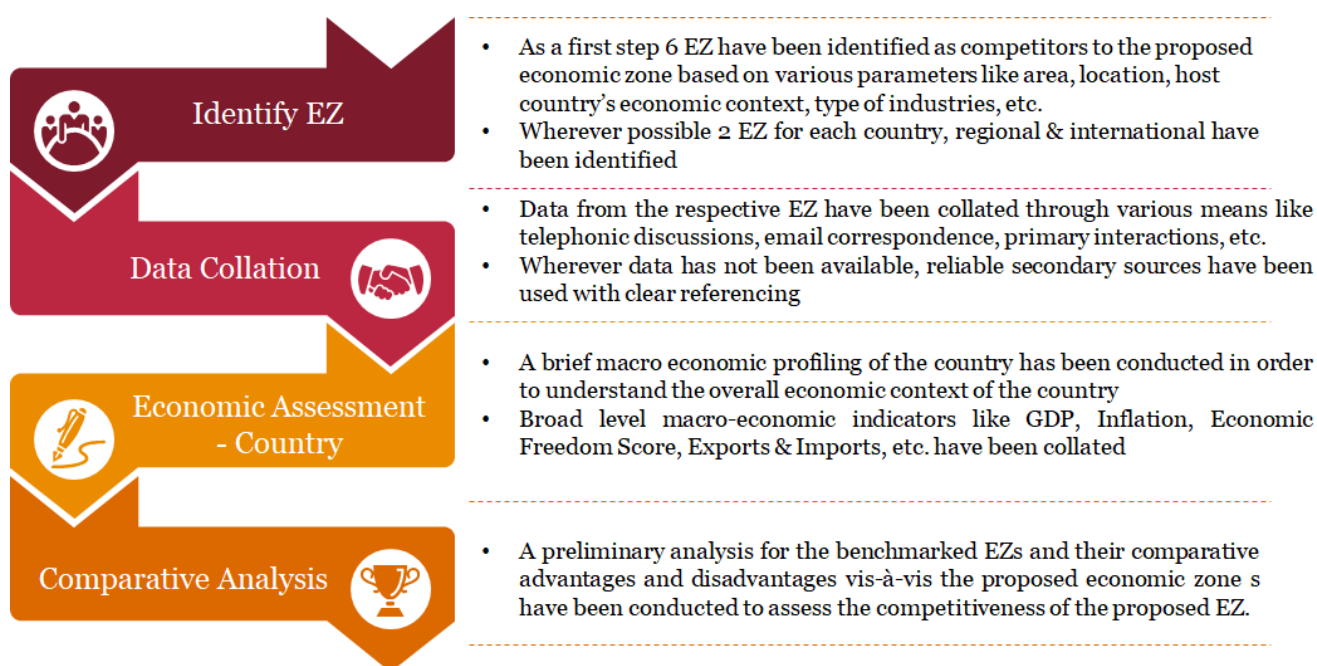 Identify EZ
• As a first step 6 EZ have been identified as competitors to the proposed
economic zone based on various parameters like area, location, host
country's economic context, type of industries, etc.
• Wherever possible 2 EZ for each country, regional & international have
been identified
Data Collation
• Data from the respective EZ have been collated through various means like
telephonic discussions, email correspondence, primary interactions, etc.
• Wherever data has not been available, reliable secondary sources have been
used with clear referencing
Economic Assessment
- Country
• A brief macro economic profiling of the country has been conducted in order
to understand the overall economic context of the country
• Broad level macro-economic indicators like GDP, Inflation, Economic
Freedom Score, Exports & Imports, etc. have been collated
Comparative Analysis
• A preliminary analysis for the benchmarked EZs and their comparative
advantages and disadvantages vis-à-vis the proposed economic zone s
have been conducted to assess the competitiveness of the proposed EZ.